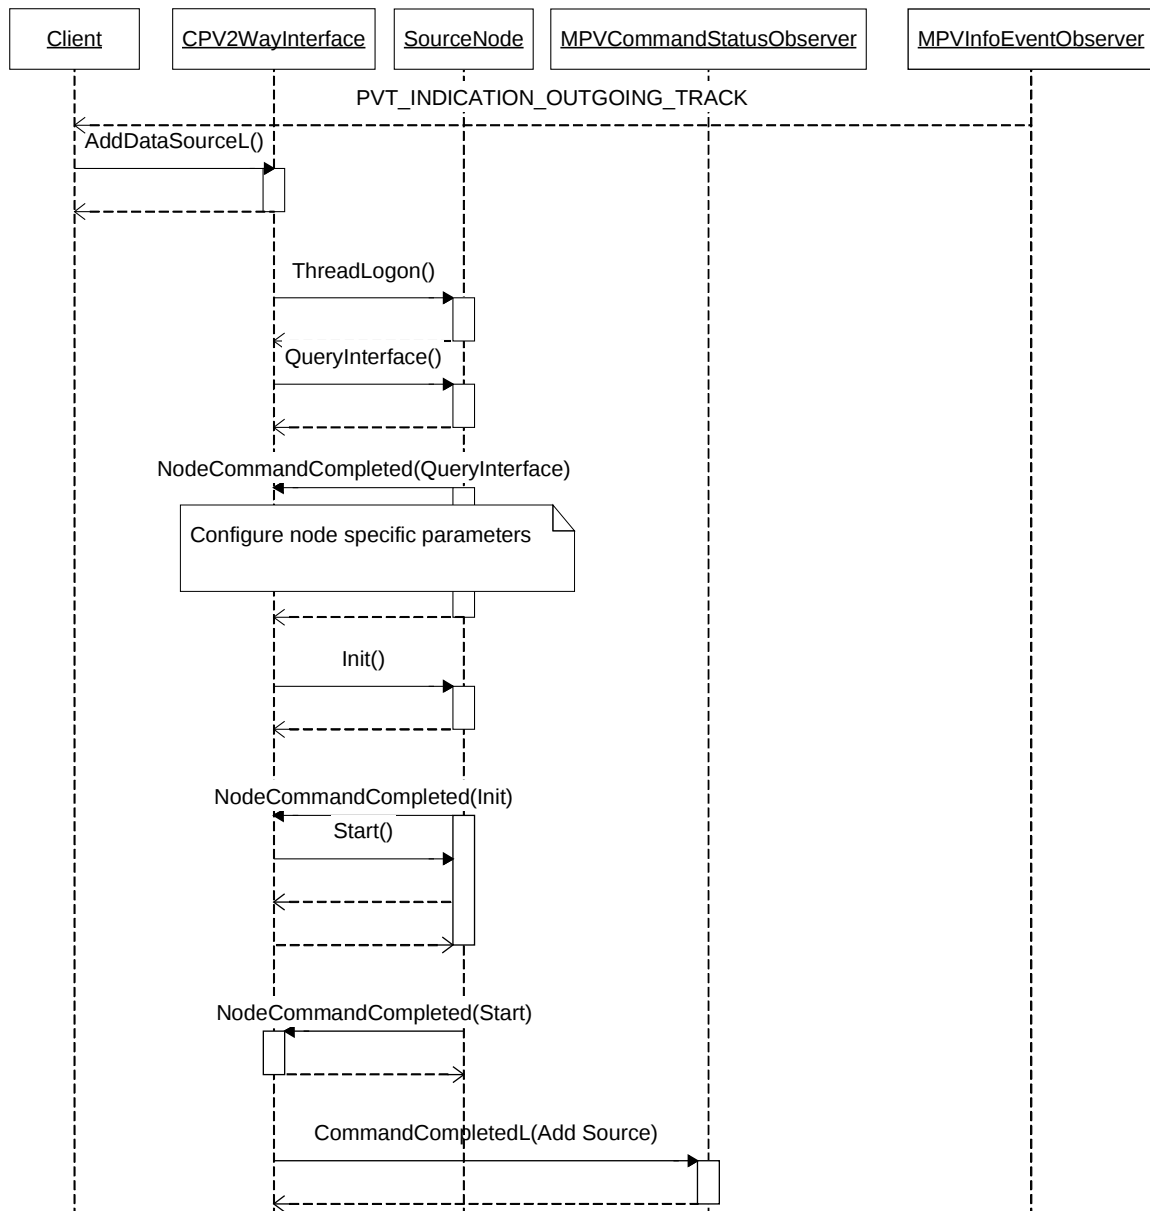 Client
CPV2WayInterface
SourceNode
MPVCommandStatusObserver
MPVInfoEventObserver
PVT_INDICATION_OUTGOING_TRACK
AddDataSourceL()
ThreadLogon()
QueryInterface()
NodeCommandCompleted(QueryInterface)
Configure node specific parameters
Init()
NodeCommandCompleted(Init)
Start()
NodeCommandCompleted(Start)
CommandCompletedL(Add Source)